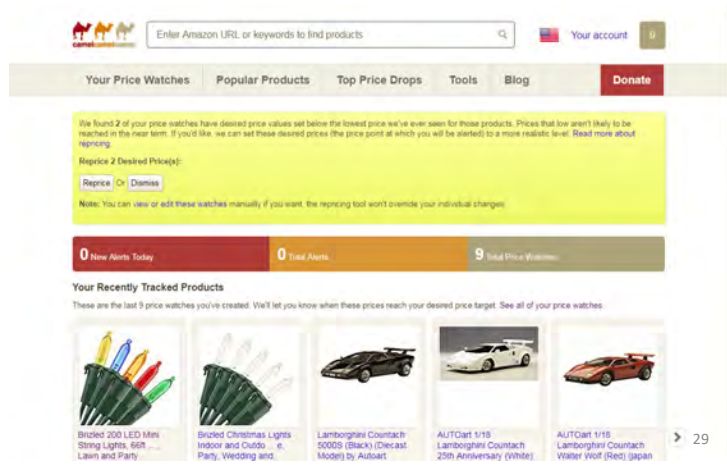 camelcamelcamel
Enter Amazon URL or keywords to find products
Your account
0
Your Price Watches
Popular Products
Top Price Drops
Tools
Blog
Donate
We found 2 of your price watches have desired price values set below the lowest price we've ever seen for those products. Prices that low aren't likely to be
reached in the near term. If you'd like, we can set these desired prices (the price point at which you will be alerted) to a more realistic level. Read more about
repricing.
Reprice 2 Desired Price(s):
Reprice Or Dismiss
Note: You can view or edit these watches manually if you want, the repricing tool won't override your individual changes.
0 New Alerts Today
0 Total Alerts
9 Total Price Watches
Your Recently Tracked Products
These are the last 9 price watches you've created. We'll let you know when these prices reach your desired price target. See all of your price watches.
Brizled 200 LED Mini
String Lights, 66ft ... ,
Lawn and Party
Brizled Christmas Lights
Indoor and Outdo ... e,
Party, Wedding and,
Lamborghini Countach
5000S (Black) (Diecast
Model) by Autoart
AUTOart 1/18
Lamborghini Countach
25th Anniversary (White)
AUTOart 1/18
Lamborghini Countach
Walter Wolf (Red) (japan
29